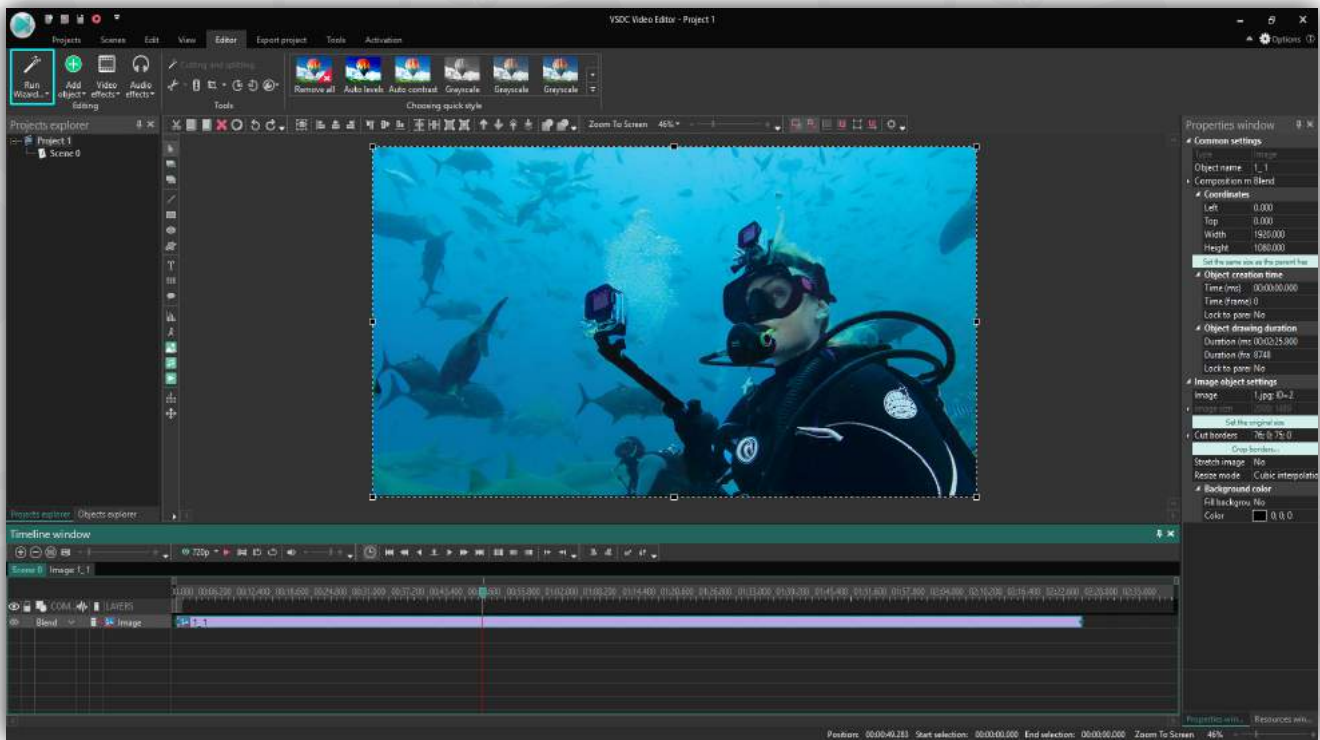 VSDC Video Editor - Project 1
Projects Scenes Edit View Editor Export project Tools Activation
Options
Run Wizard...
Add object
Video effects
Audio effects
Cutting and splitting
Remove all Auto levels Auto contrast Grayscale Grayscale Grayscale
Editing Tools Choosing quick style
Projects explorer
Zoom To Screen 46%
Properties window
Project 1
Scene 0
Common settings
Type Image
Object name 1_1
Composition m Blend
Coordinates
Left 0.000
Top 0.000
Width 1920.000
Height 1080.000
Set the same size as the parent has
Object creation time
Time (ms) 00:00:00.000
Time (frame) 0
Lock to paren No
Object drawing duration
Duration (ms 00:02:25.800
Duration (fra 8748
Lock to paren No
Image object settings
Image 1.jpg; ID=2
Image size
Set the original size
Cut borders 76; 0; 75; 0
Crop borders...
Stretch image No
Resize mode Cubic interpolatio
Background color
Fill backgrou No
Color 0; 0; 0
Projects explorer Objects explorer
Timeline window
720p
Scene 0 Image: 1_1
COM... LAYERS
Blend Image 1_1
Properties win... Resources win...
Position: 00:00:49.283 Start selection: 00:00:00.000 End selection: 00:00:00.000 Zoom To Screen 46%